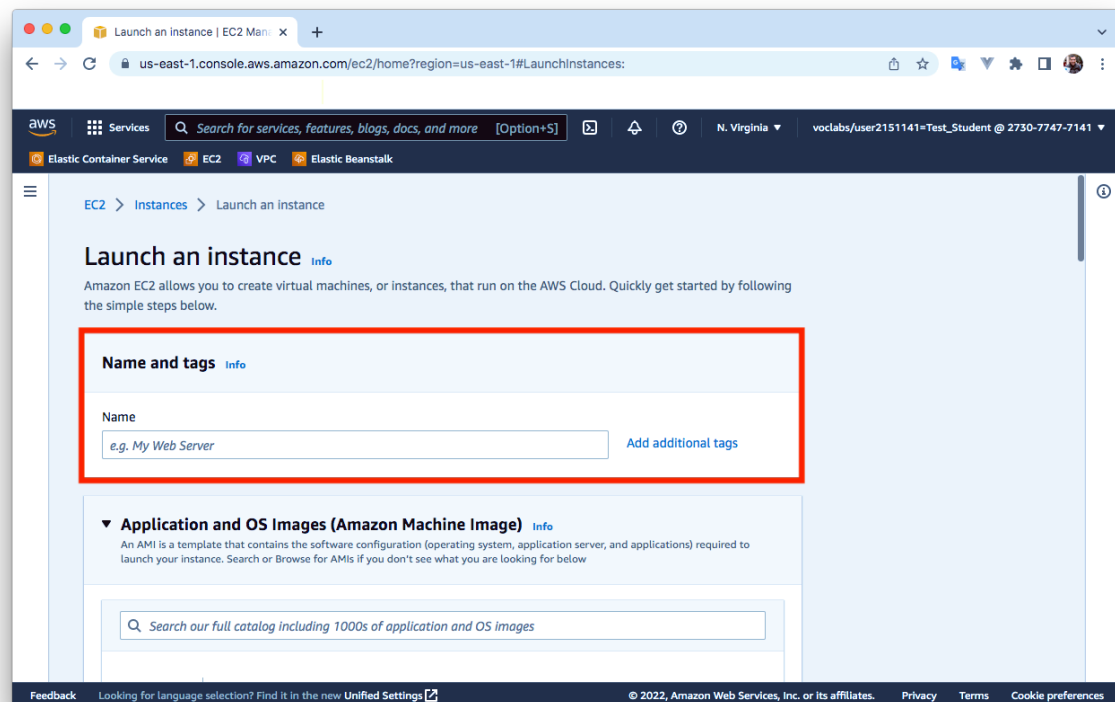 Launch an instance | EC2 Man
us-east-1.console.aws.amazon.com/ec2/home?region=us-east-1#LaunchInstances:
aws
Services
Search for services, features, blogs, docs, and more [Option+S]
N. Virginia
voclabs/user2151141=Test_Student @ 2730-7747-7141
Elastic Container Service EC2 VPC Elastic Beanstalk
EC2 > Instances > Launch an instance
Launch an instance Info
Amazon EC2 allows you to create virtual machines, or instances, that run on the AWS Cloud. Quickly get started by following
the simple steps below.
Name and tags Info
Name
e.g. My Web Server
Add additional tags
Application and OS Images (Amazon Machine Image) Info
An AMI is a template that contains the software configuration (operating system, application server, and applications) required to
launch your instance. Search or Browse for AMIs if you don't see what you are looking for below
Search our full catalog including 1000s of application and OS images
Feedback Looking for language selection? Find it in the new Unified Settings
© 2022, Amazon Web Services, Inc. or its affiliates. Privacy Terms Cookie preferences